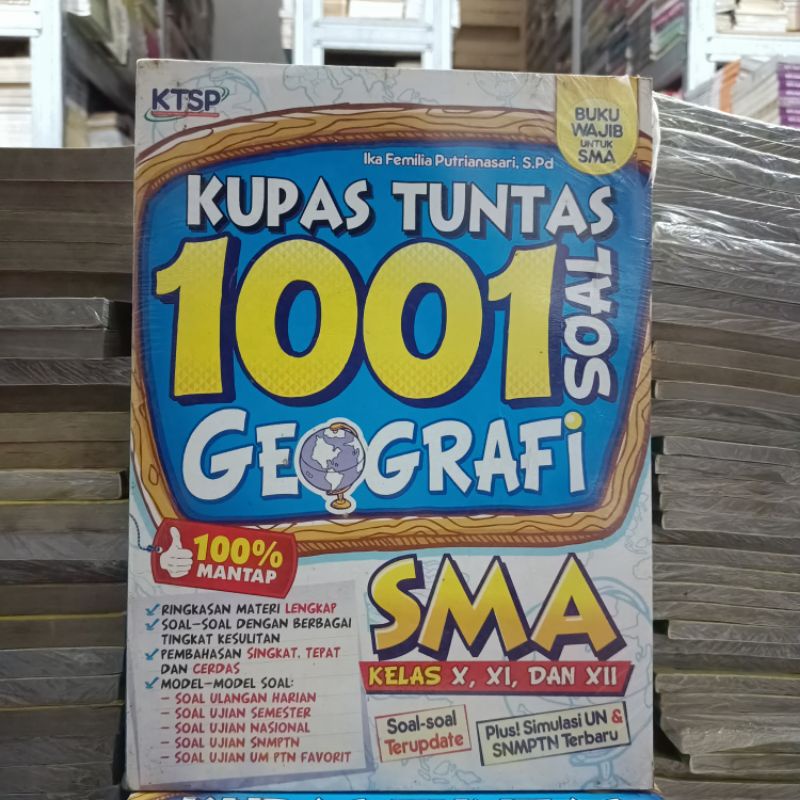 KTSP
BUKU
WAJIB
UNTUK
SMA
Ika Femilia Putrianasari, S.Pd
KUPAS TUNTAS
1001
SOAL
GEOGRAFi
100%
MANTAP
RINGKASAN MATERI LENGKAP
SOAL-SOAL DENGAN BERBAGAI
TINGKAT KESULITAN
PEMBAHASAN SINGKAT, TEPAT
DAN CERDAS
MODEL-MODEL SOAL:
- SOAL ULANGAN HARIAN
- SOAL UJIAN SEMESTER
- SOAL UJIAN NASIONAL
- SOAL UJIAN SNMPTN
- SOAL UJIAN UM PTN FAVORIT
SMA
KELAS X, XI, DAN XII
Soal-soal
Terupdate
Plus! Simulasi UN &
SNMPTN Terbaru